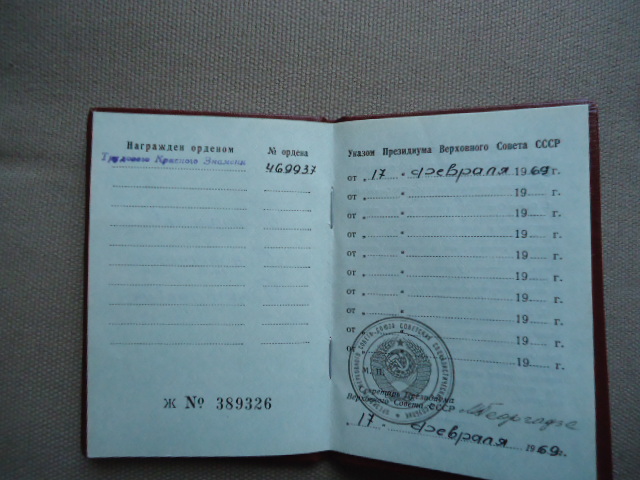 Награжден орденом № ордена
Трудового Красного Знамени 469937
Ж № 389326
Указом Президиума Верховного Совета СССР
от „ 17 " февраля 1969 г.
от „ " 19 г.
от „ " 19 г.
от „ " 19 г.
от „ " 19 г.
от „ " 19 г.
от „ " 19 г.
от „ " 19 г.
от „ " 19 г.
от „ " 19 г.
М. П.
Секретарь Президиума
Верховного Совета СССР
„ 17 " февраля 1969 г.